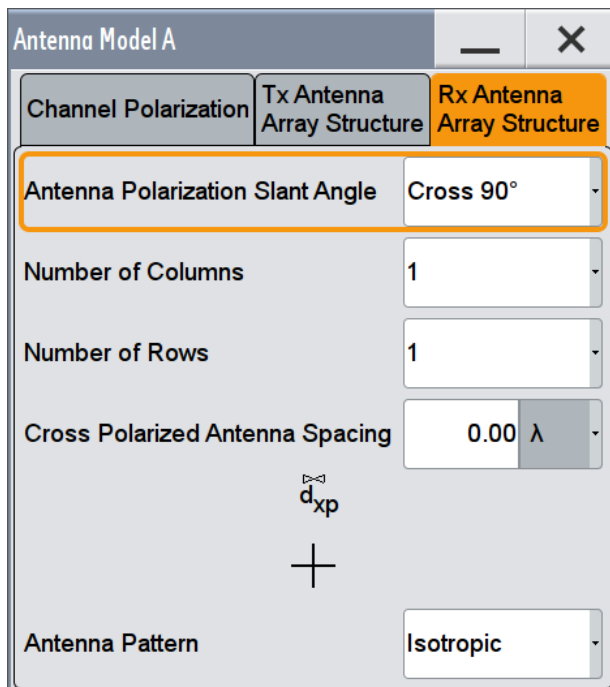 Antenna Model A
Channel Polarization
Tx Antenna
Array Structure
Rx Antenna
Array Structure
Antenna Polarization Slant Angle
Cross 90°
Number of Columns
1
Number of Rows
1
Cross Polarized Antenna Spacing
0.00 λ
dxp
Antenna Pattern
Isotropic